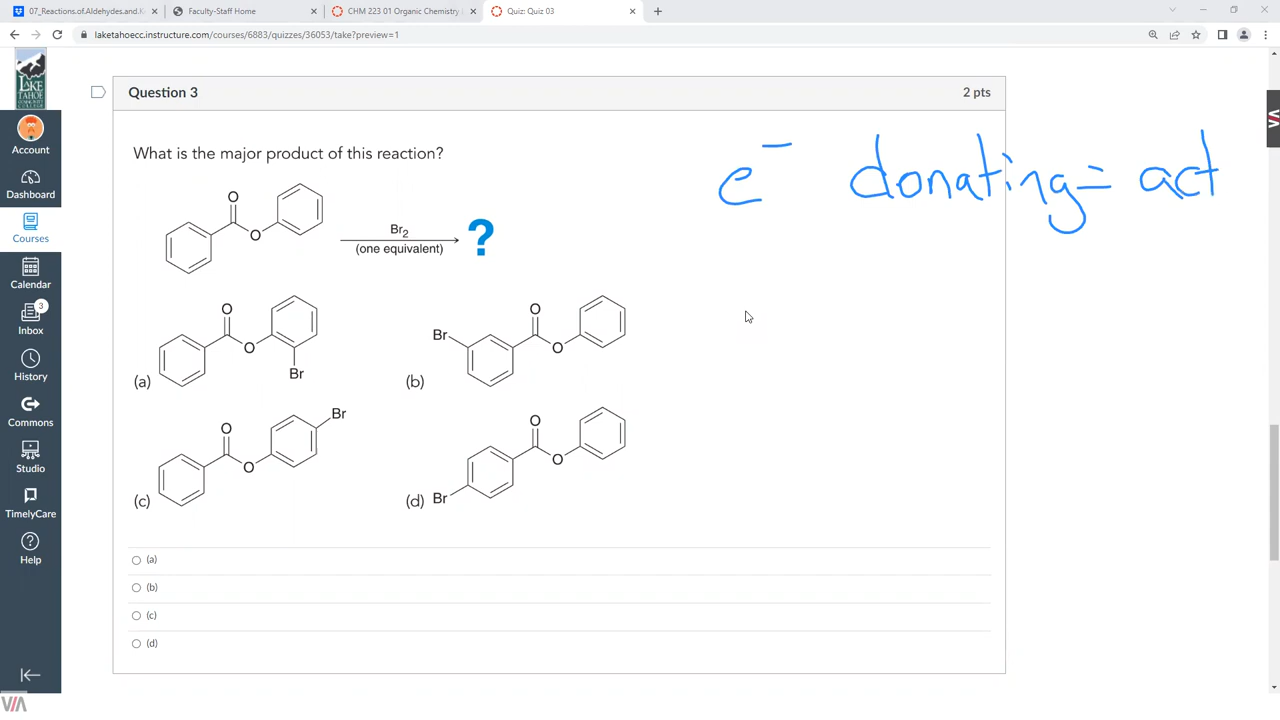 07_Reactions.of.Aldehydes.and.K
Faculty-Staff Home
CHM 223 01 Organic Chemistry
Quiz: Quiz 03
laketahoecc.instructure.com/courses/6883/quizzes/36053/take?preview=1
LAKE
TAHOE
Account
Dashboard
Courses
Calendar
3
Inbox
History
Commons
Studio
TimelyCare
Help
VIA
Question 3
2 pts
What is the major product of this reaction?
e⁻ donating = act
O
O
Br2
(one equivalent)
?
O
O
Br
(a)
Br
O
O
(b)
O
O
Br
(c)
O
O
Br
(d)
(a)
(b)
(c)
(d)